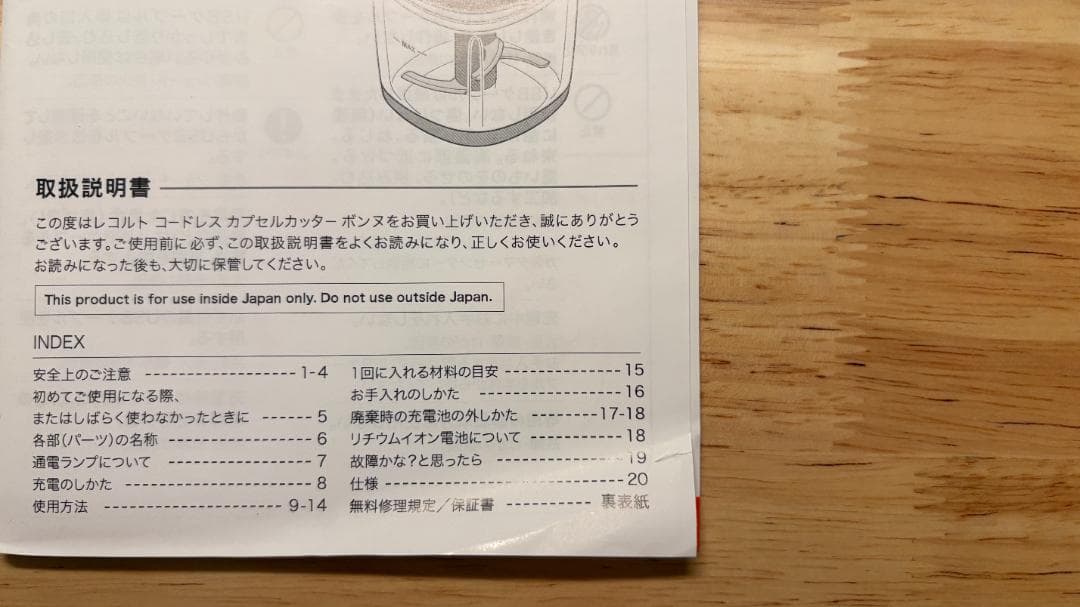 MAX
取扱説明書
この度はレコルト コードレス カプセルカッター ボンヌをお買い上げいただき、誠にありがとう
ございます。ご使用前に必ず、この取扱説明書をよくお読みになり、正しくお使いください。
お読みになった後も、大切に保管してください。
This product is for use inside Japan only. Do not use outside Japan.
INDEX
安全上のご注意 ------------------- 1-4
初めてご使用になる際、
またはしばらく使わなかったときに ------ 5
各部(パーツ)の名称 ---------------- 6
通電ランプについて ----------------- 7
充電のしかた ---------------------- 8
使用方法 ---------------------- 9-14
1回に入れる材料の目安 -------------- 15
お手入れのしかた ------------------ 16
廃棄時の充電池の外しかた -------- 17-18
リチウムイオン電池について ---------- 18
故障かな?と思ったら --------------- 19
仕様 ---------------------------- 20
無料修理規定/保証書 ---------- 裏表紙